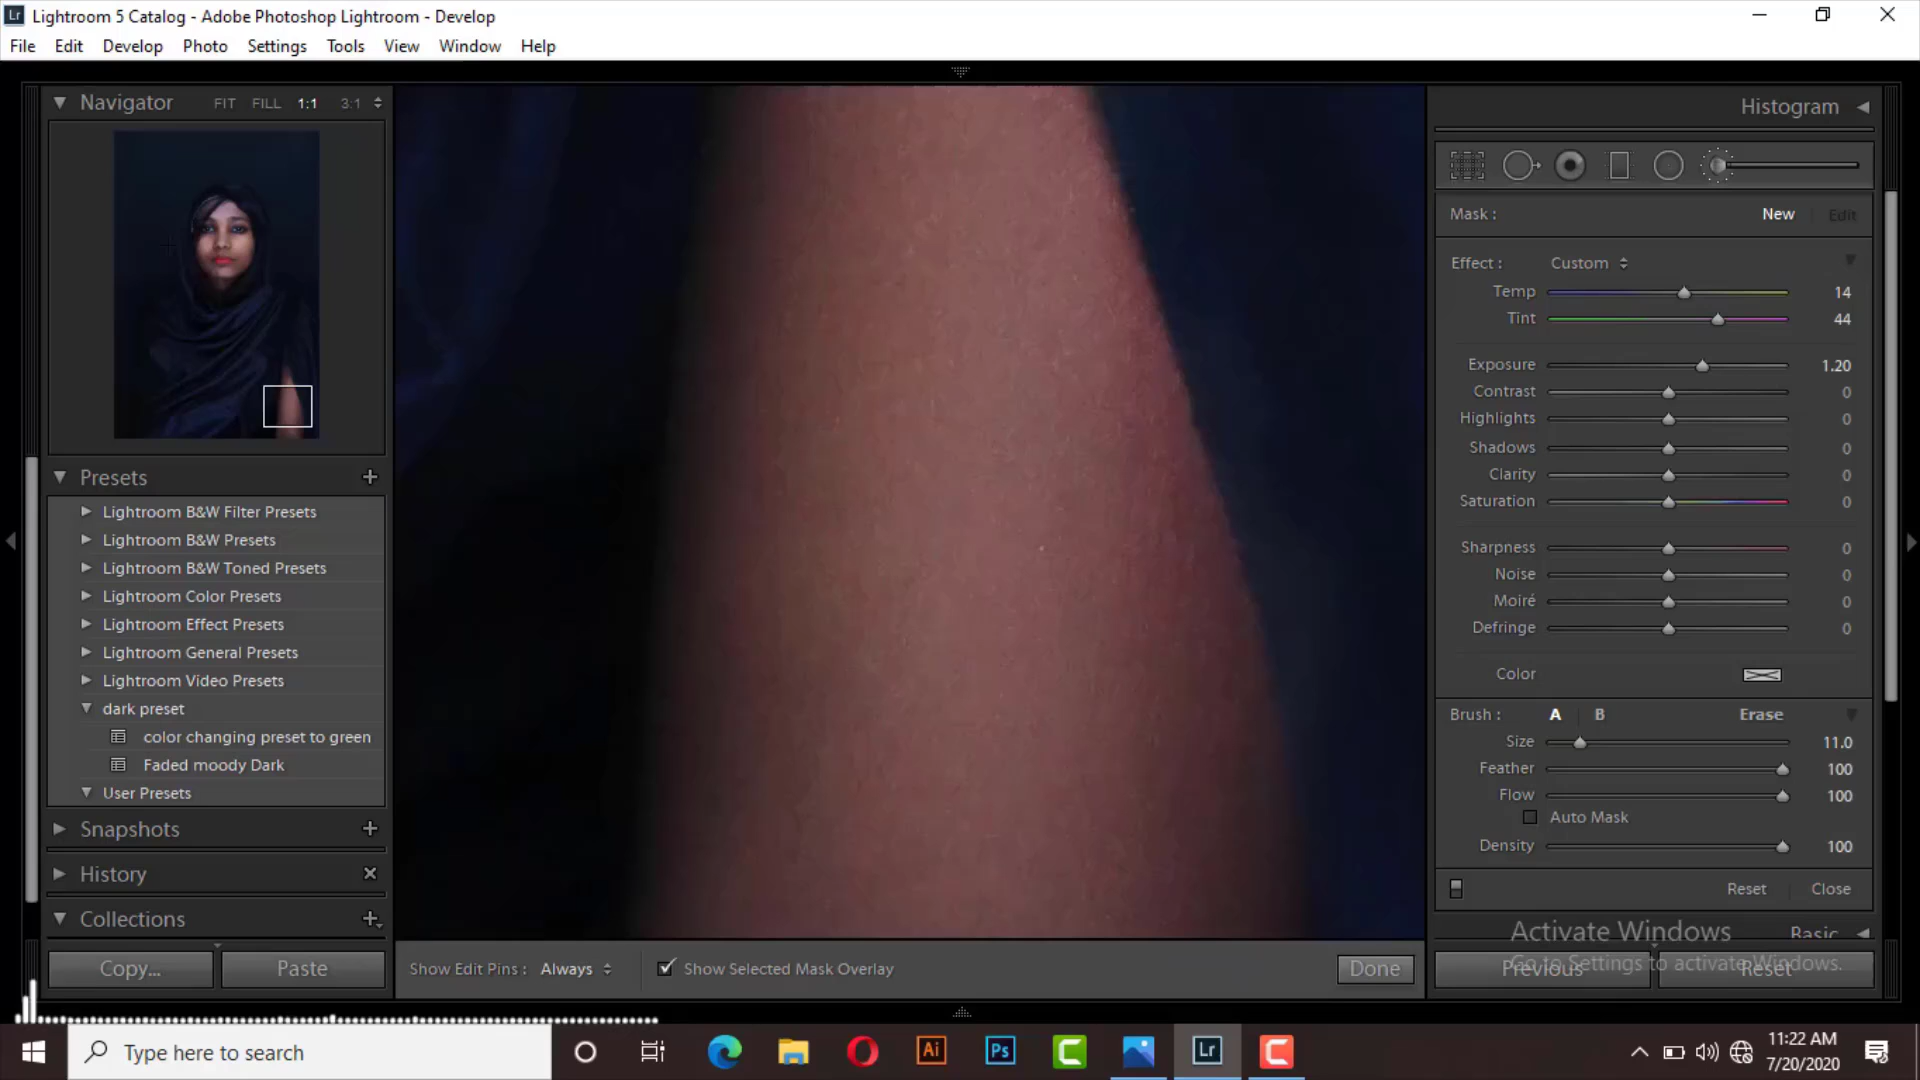 Lr Lightroom 5 Catalog - Adobe Photoshop Lightroom - Develop
File Edit Develop Photo Settings Tools View Window Help
Navigator FIT FILL 1:1 3:1
Presets
Lightroom B&W Filter Presets
Lightroom B&W Presets
Lightroom B&W Toned Presets
Lightroom Color Presets
Lightroom Effect Presets
Lightroom General Presets
Lightroom Video Presets
dark preset
color changing preset to green
Faded moody Dark
User Presets
Snapshots
History
Collections
Copy... Paste
Show Edit Pins : Always Show Selected Mask Overlay Done
Histogram
Mask : New Edit
Effect : Custom
Temp 14
Tint 44
Exposure 1.20
Contrast 0
Highlights 0
Shadows 0
Clarity 0
Saturation 0
Sharpness 0
Noise 0
Moiré 0
Defringe 0
Color
Brush : A B Erase
Size 11.0
Feather 100
Flow 100
Auto Mask
Density 100
Reset Close
Activate Windows
Basic
Go to Settings to activate Windows.
Previous Reset
Type here to search
Ai Ps Lr
11:22 AM
7/20/2020